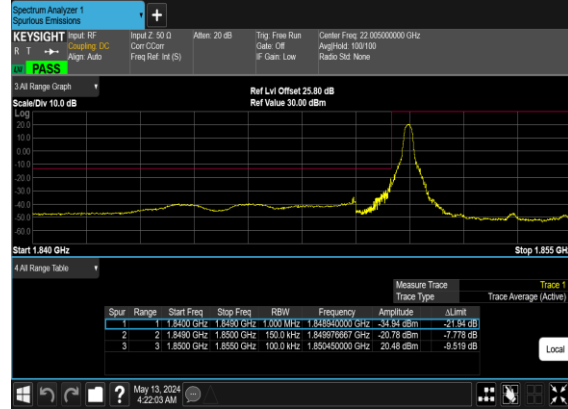 Spectrum Analyzer 1
Spurious Emissions
KEYSIGHT Input: RF Input Z: 50 Ω Atten: 20 dB Trig: Free Run Center Freq: 22.005000000 GHz
R T Coupling: DC Corr CCorr Gate: Off Avg|Hold: 100/100
Align: Auto Freq Ref: Int (S) IF Gain: Low Radio Std: None
PASS
3 All Range Graph
Ref Lvl Offset 25.80 dB
Scale/Div 10.0 dB Ref Value 30.00 dBm
Log
20.0
10.0
0.00
-10.0
-20.0
-30.0
-40.0
-50.0
-60.0
Start 1.840 GHz Stop 1.855 GHz
4 All Range Table
Measure Trace Trace 1
Trace Type Trace Average (Active)
Spur Range Start Freq Stop Freq RBW Frequency Amplitude ΔLimit
1 1 1.8400 GHz 1.8490 GHz 1.000 MHz 1.848940000 GHz -34.94 dBm -21.94 dB
2 2 1.8490 GHz 1.8500 GHz 150.0 kHz 1.849976667 GHz -20.78 dBm -7.778 dB
3 3 1.8500 GHz 1.8550 GHz 100.0 kHz 1.850450000 GHz 20.48 dBm -9.519 dB
Local
? May 13, 2024
4:22:03 AM